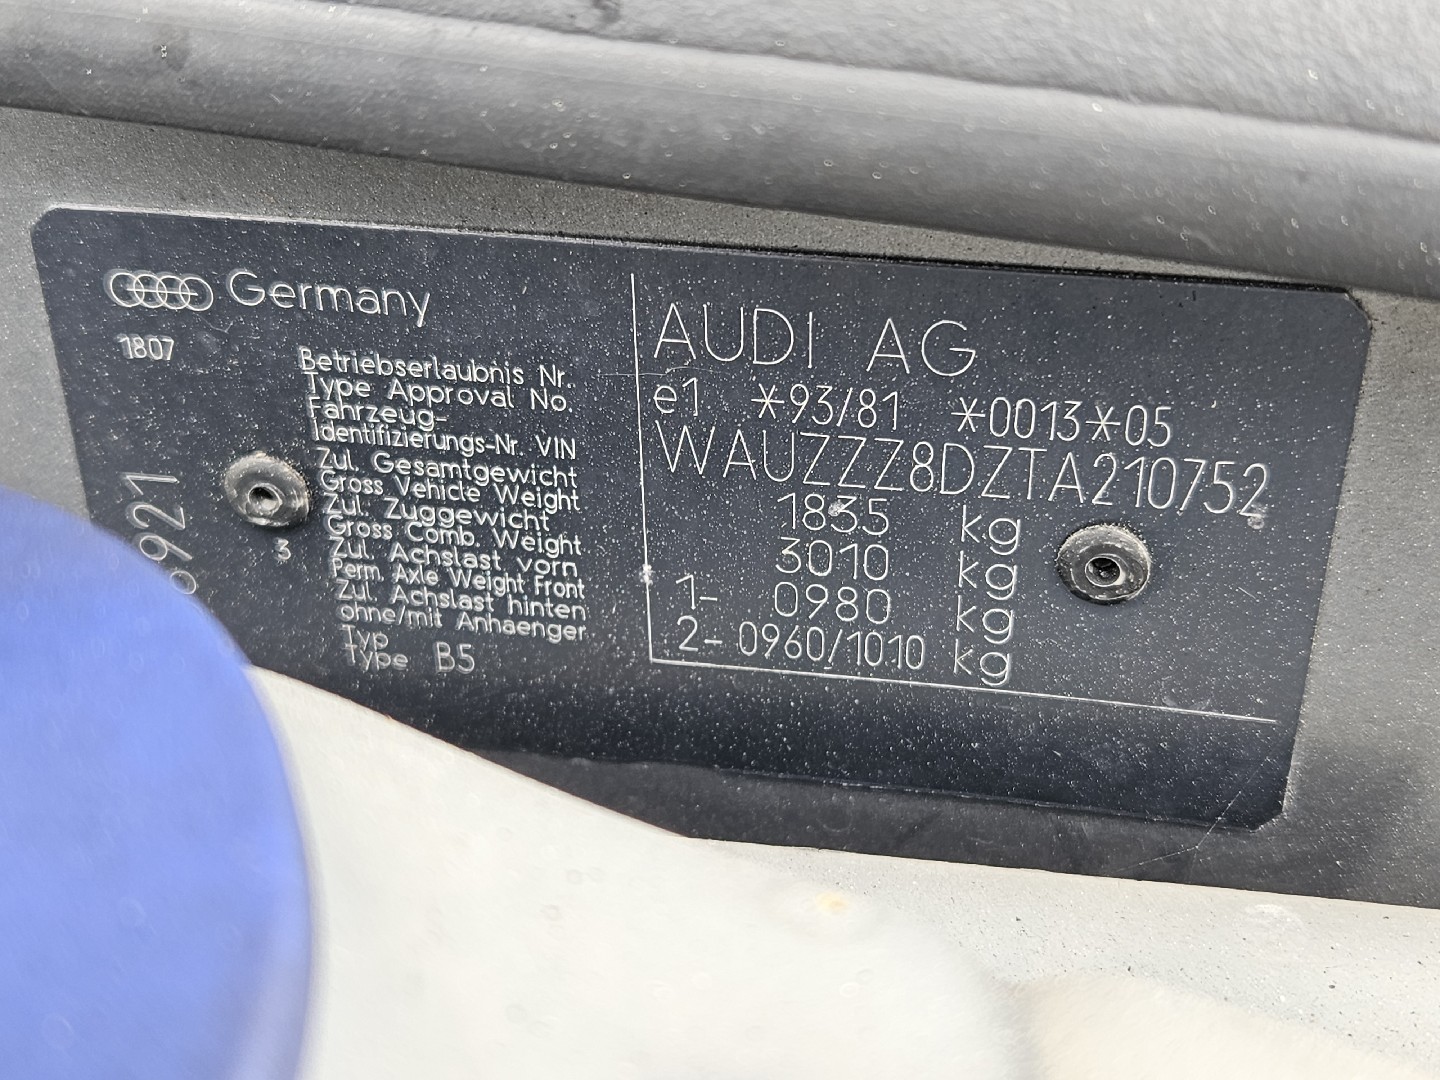 Germany
1807
Betriebserlaubnis Nr.
Type Approval No.
Fahrzeug-
Identifizierungs-Nr. VIN
Zul. Gesamtgewicht
Gross Vehicle Weight
Zul. Zuggewicht
Gross Comb. Weight
Zul. Achslast vorn
Perm. Axle Weight Front
Zul. Achslast hinten
ohne/mit Anhaenger
Typ
Type B5
3
AUDI AG
e1 *93/81 *0013*05
WAUZZZ8DZTA210752
1835 kg
3010 kg
1- 0980 kg
2- 0960/1010 kg